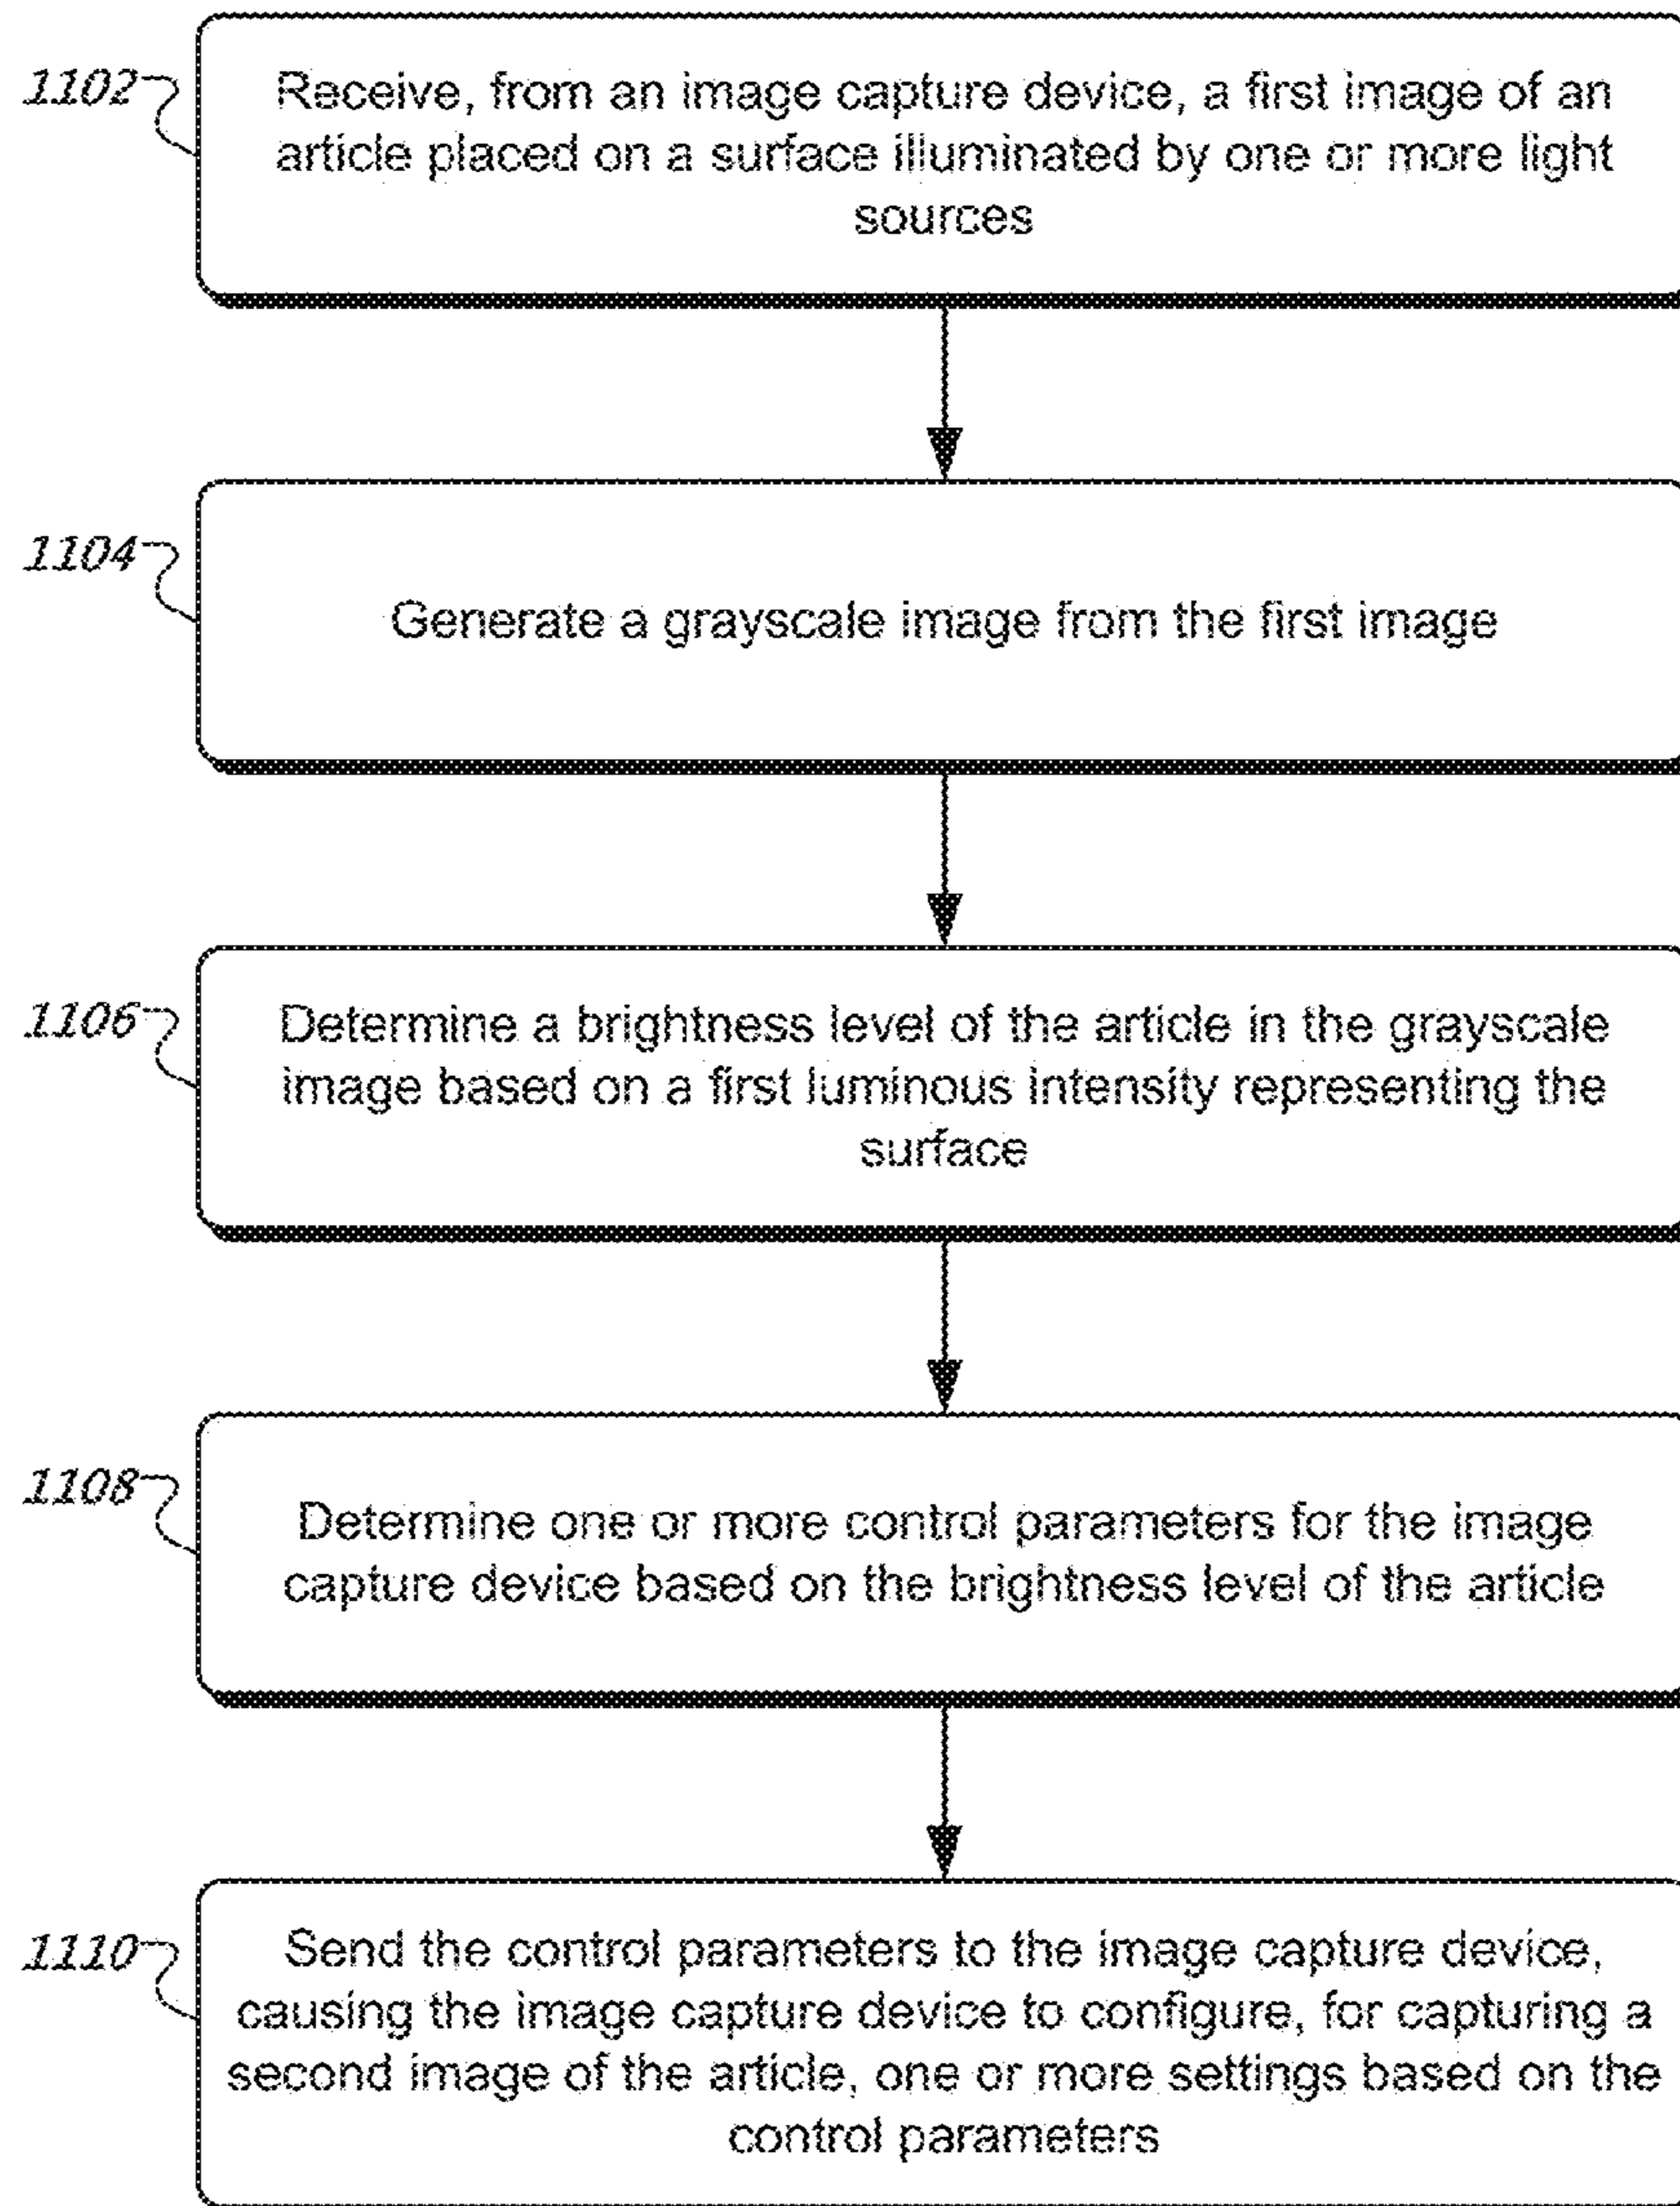 1102
Receive, from an image capture device, a first image of an
article placed on a surface illuminated by one or more light
sources
1104
Generate a grayscale image from the first image
1106
Determine a brightness level of the article in the grayscale
image based on a first luminous intensity representing the
surface
1108
Determine one or more control parameters for the image
capture device based on the brightness level of the article
1110
Send the control parameters to the image capture device,
causing the image capture device to configure, for capturing a
second image of the article, one or more settings based on the
control parameters